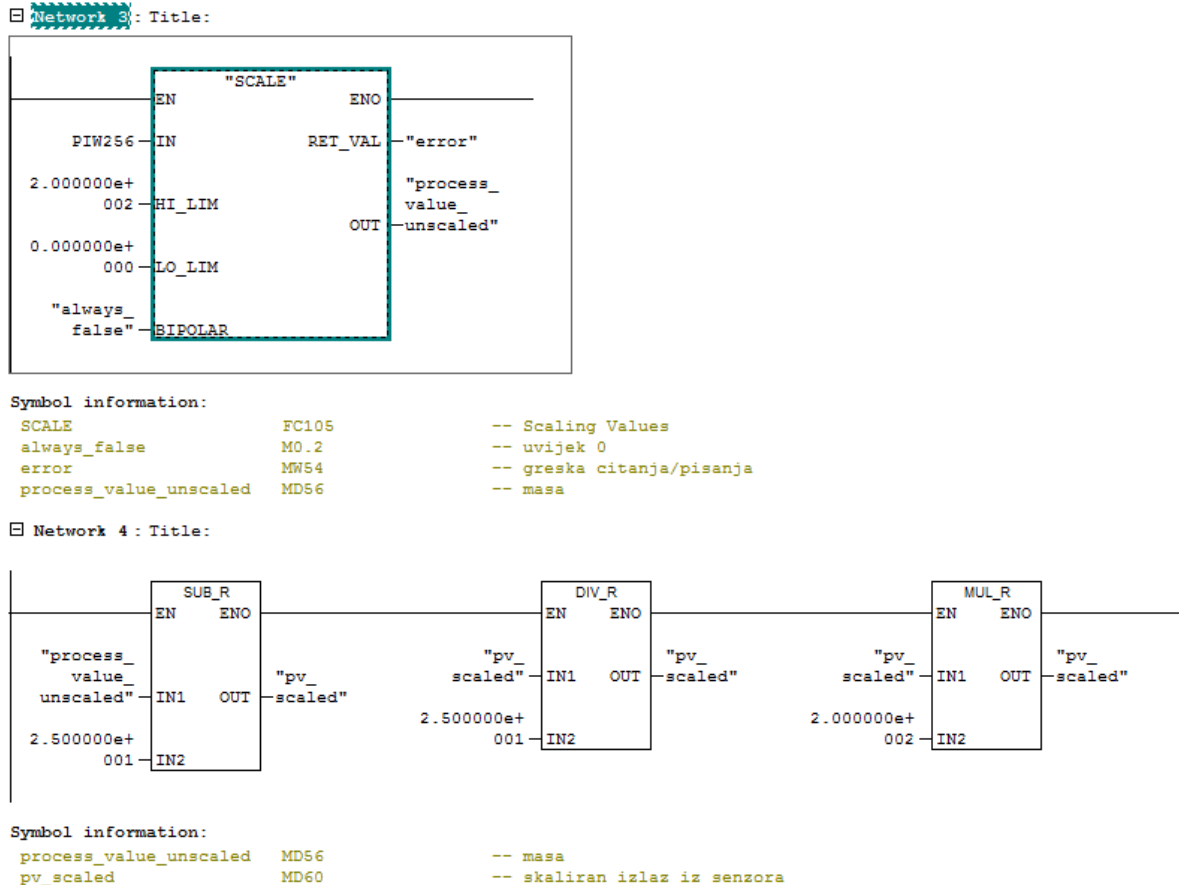 Network 3: Title:
"SCALE"
EN ENO
PIW256 IN RET_VAL "error"
2.000000e+ "process_
002 HI_LIM value_
OUT unscaled"
0.000000e+
000 LO_LIM
"always_
false" BIPOLAR
Symbol information:
SCALE FC105 -- Scaling Values
always_false M0.2 -- uvijek 0
error MW54 -- greska citanja/pisanja
process_value_unscaled MD56 -- masa
Network 4 : Title:
SUB_R DIV_R MUL_R
EN ENO EN ENO EN ENO
"process_ "pv_ "pv_ "pv_ "pv_
value_ "pv_ scaled" IN1 OUT scaled" scaled" IN1 OUT scaled"
unscaled" IN1 OUT scaled"
2.500000e+ 2.000000e+
2.500000e+ 001 IN2 002 IN2
001 IN2
Symbol information:
process_value_unscaled MD56 -- masa
pv_scaled MD60 -- skaliran izlaz iz senzora